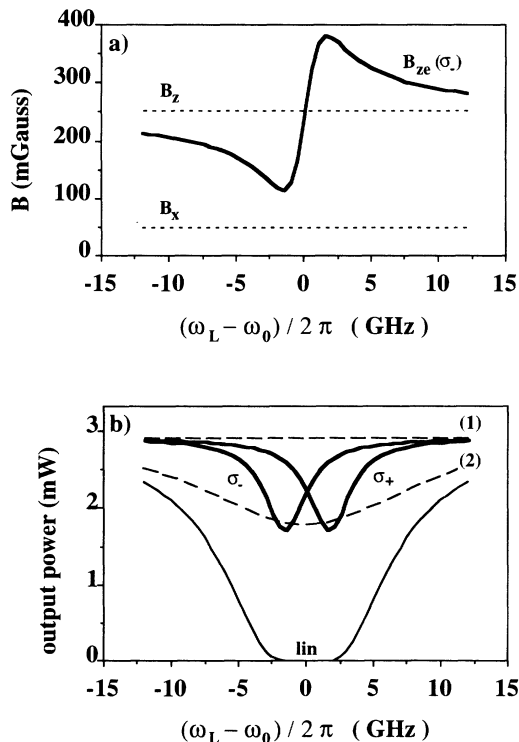 a)
B_ze (σ_-)
B_z
B_x
B (mGauss)
400
300
200
100
0
-15 -10 -5 0 5 10 15
(ω_L − ω_0) / 2 π ( GHz )
b)
(1)
(2)
σ_-
σ_+
lin
output power (mW)
3
2
1
0
-15 -10 -5 0 5 10 15
(ω_L − ω_0) / 2 π ( GHz )